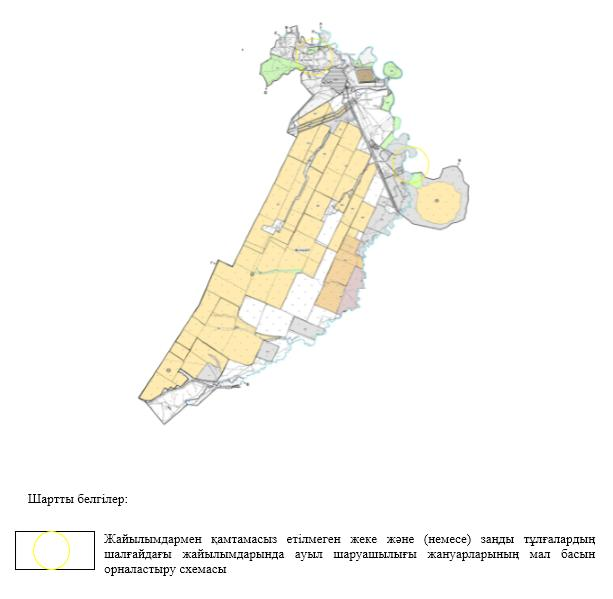 Шартты белгілер:
Жайылымдармен қамтамасыз етілмеген жеке және (немесе) заңды тұлғалардың
шалғайдағы жайылымдарында ауыл шаруашылығы жануарларының мал басын
орналастыру схемасы